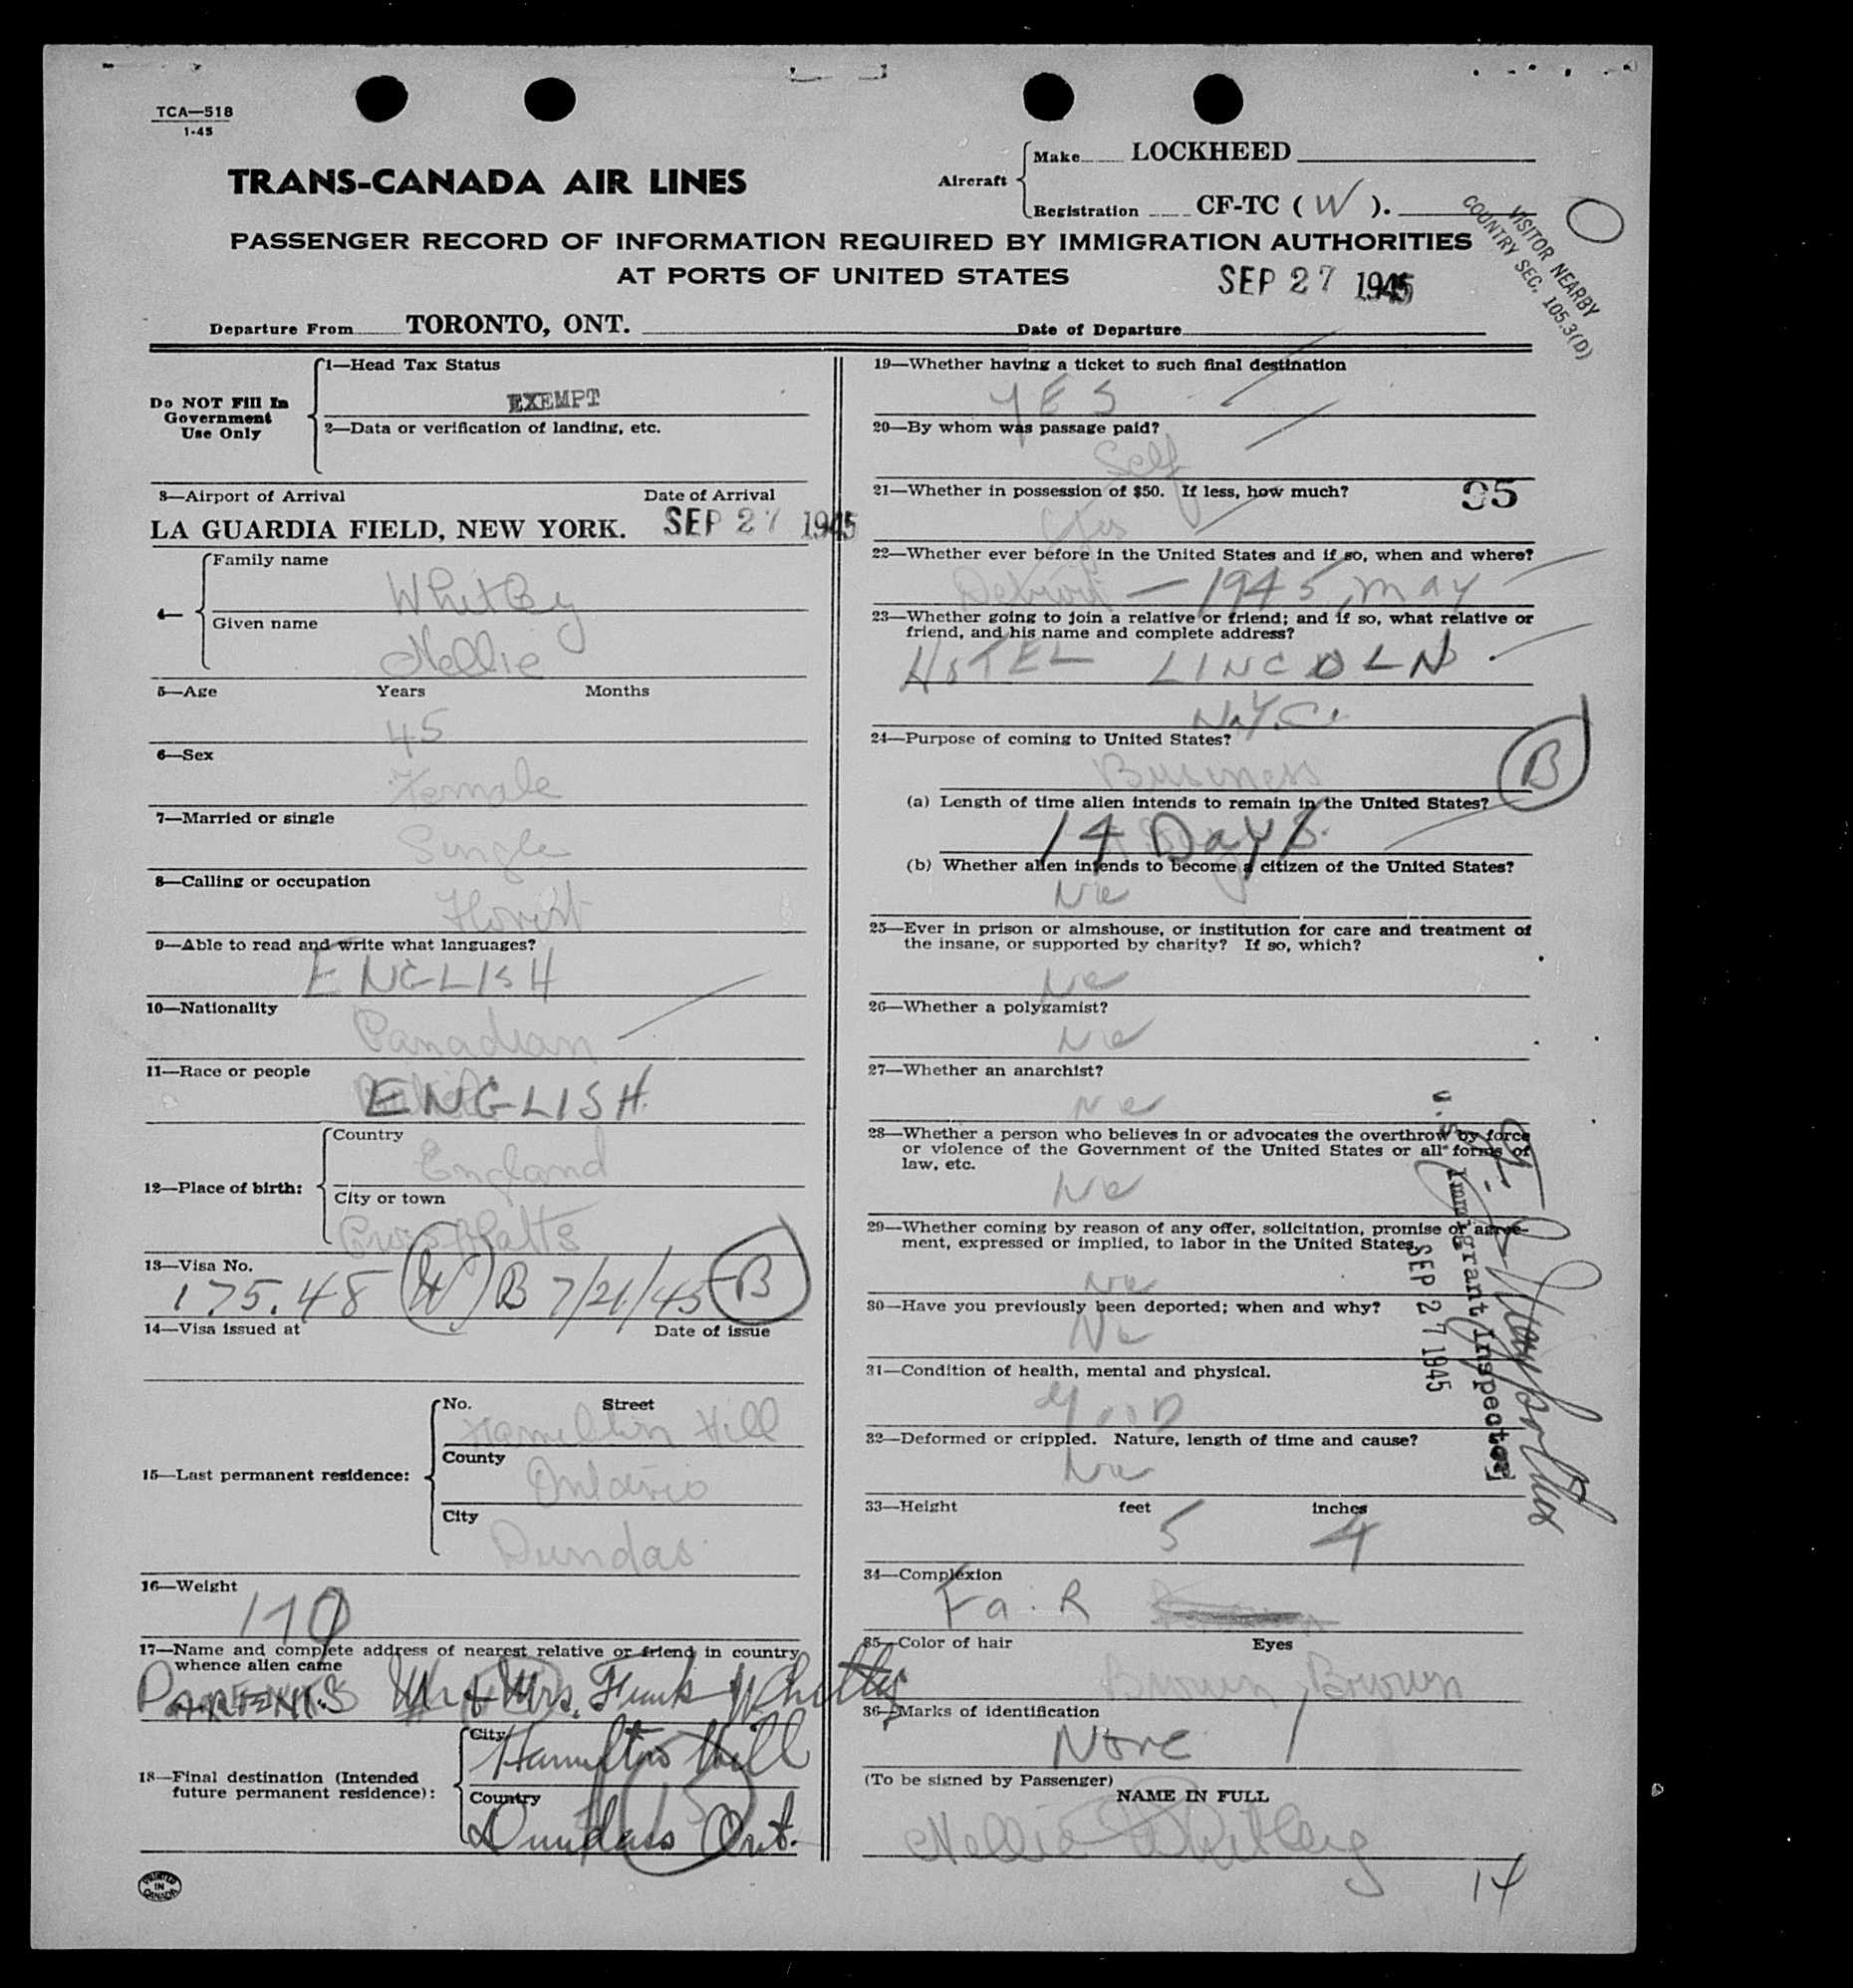 TCA—518
1-45
TRANS-CANADA AIR LINES
Aircraft
Make LOCKHEED
Registration CF-TC ( W ).
VISITOR NEARBY
COUNTRY SEC. 105.3(D)
PASSENGER RECORD OF INFORMATION REQUIRED BY IMMIGRATION AUTHORITIES
AT PORTS OF UNITED STATES
SEP 27 1945
Departure From TORONTO, ONT. Date of Departure
Do NOT Fill In
Government
Use Only
1—Head Tax Status
EXEMPT
2—Data or verification of landing, etc.
3—Airport of Arrival Date of Arrival
LA GUARDIA FIELD, NEW YORK. SEP 27 1945
4—
Family name
Whitby
Given name
Nellie
5—Age Years Months
45
6—Sex
Female
7—Married or single
Single
8—Calling or occupation
Florist
9—Able to read and write what languages?
ENGLISH
10—Nationality
Canadian
11—Race or people
ENGLISH
12—Place of birth:
Country
England
City or town
13—Visa No.
175.48 (W) B 7/21/45 B
14—Visa issued at Date of issue
15—Last permanent residence:
No. Street
Hamilton Hill
County
Ontario
City
Dundas
16—Weight
170
17—Name and complete address of nearest relative or friend in country
whence alien came
PARENTS Mr & Mrs. Frank Whitby
18—Final destination (Intended
future permanent residence):
City
Hamilton Hill
Country
Dundass Ont.
PRINTED
IN
CANADA
19—Whether having a ticket to such final destination
YES
20—By whom was passage paid?
Self
21—Whether in possession of $50. If less, how much?
95
Yes
22—Whether ever before in the United States and if so, when and where?
Detroit — 1945, May
23—Whether going to join a relative or friend; and if so, what relative or
friend, and his name and complete address?
HOTEL LINCOLN
N.Y.C.
24—Purpose of coming to United States?
Business
B
(a) Length of time alien intends to remain in the United States?
14 Days
(b) Whether alien intends to become a citizen of the United States?
No
25—Ever in prison or almshouse, or institution for care and treatment of
the insane, or supported by charity? If so, which?
No
26—Whether a polygamist?
No
27—Whether an anarchist?
No
28—Whether a person who believes in or advocates the overthrow by force
or violence of the Government of the United States or all forms of
law, etc.
No
29—Whether coming by reason of any offer, solicitation, promise or agree-
ment, expressed or implied, to labor in the United States.
No
30—Have you previously been deported; when and why?
No
31—Condition of health, mental and physical.
Good
32—Deformed or crippled. Nature, length of time and cause?
No
U.S. Immigrant Inspector
SEP 27 1945
33—Height feet inches
5 4
34—Complexion
Fair
35—Color of hair Eyes
Brown, Brown
36—Marks of identification
None
(To be signed by Passenger)
NAME IN FULL
Nellie Whitby
14